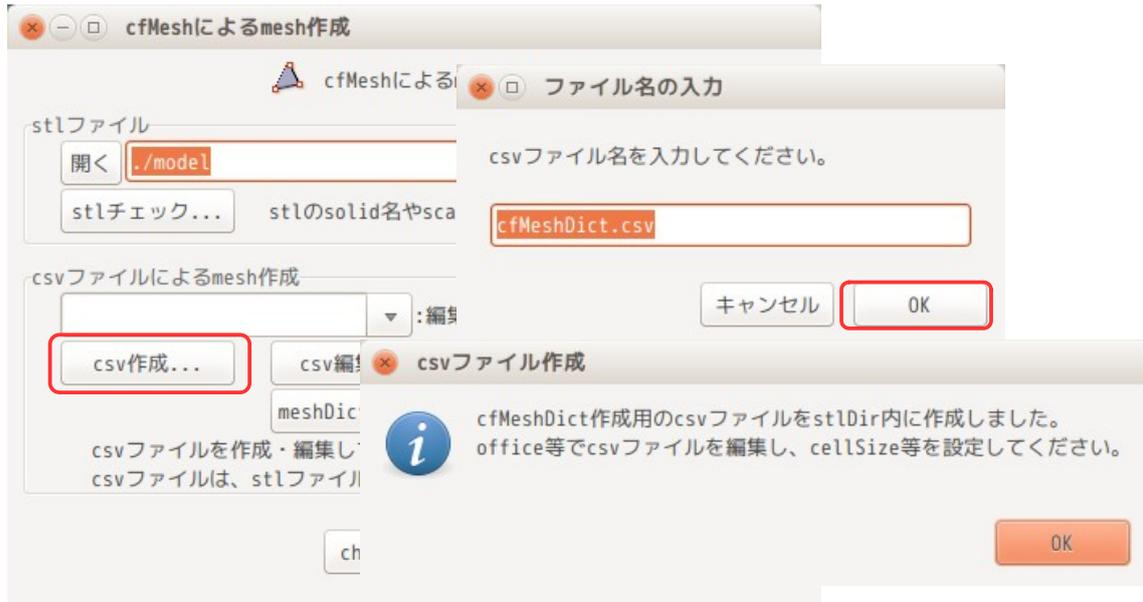 cfMeshによるmesh作成
cfMeshによる
stlファイル
開く ./model
stlチェック... stlのsolid名やsca
csvファイルによるmesh作成
:編集
csv作成... csv編集
meshDic
csvファイルを作成・編集して
csvファイルは、stlファイル
ch
ファイル名の入力
csvファイル名を入力してください。
cfMeshDict.csv
キャンセル OK
csvファイル作成
cfMeshDict作成用のcsvファイルをstlDir内に作成しました。
office等でcsvファイルを編集し、cellSize等を設定してください。
OK